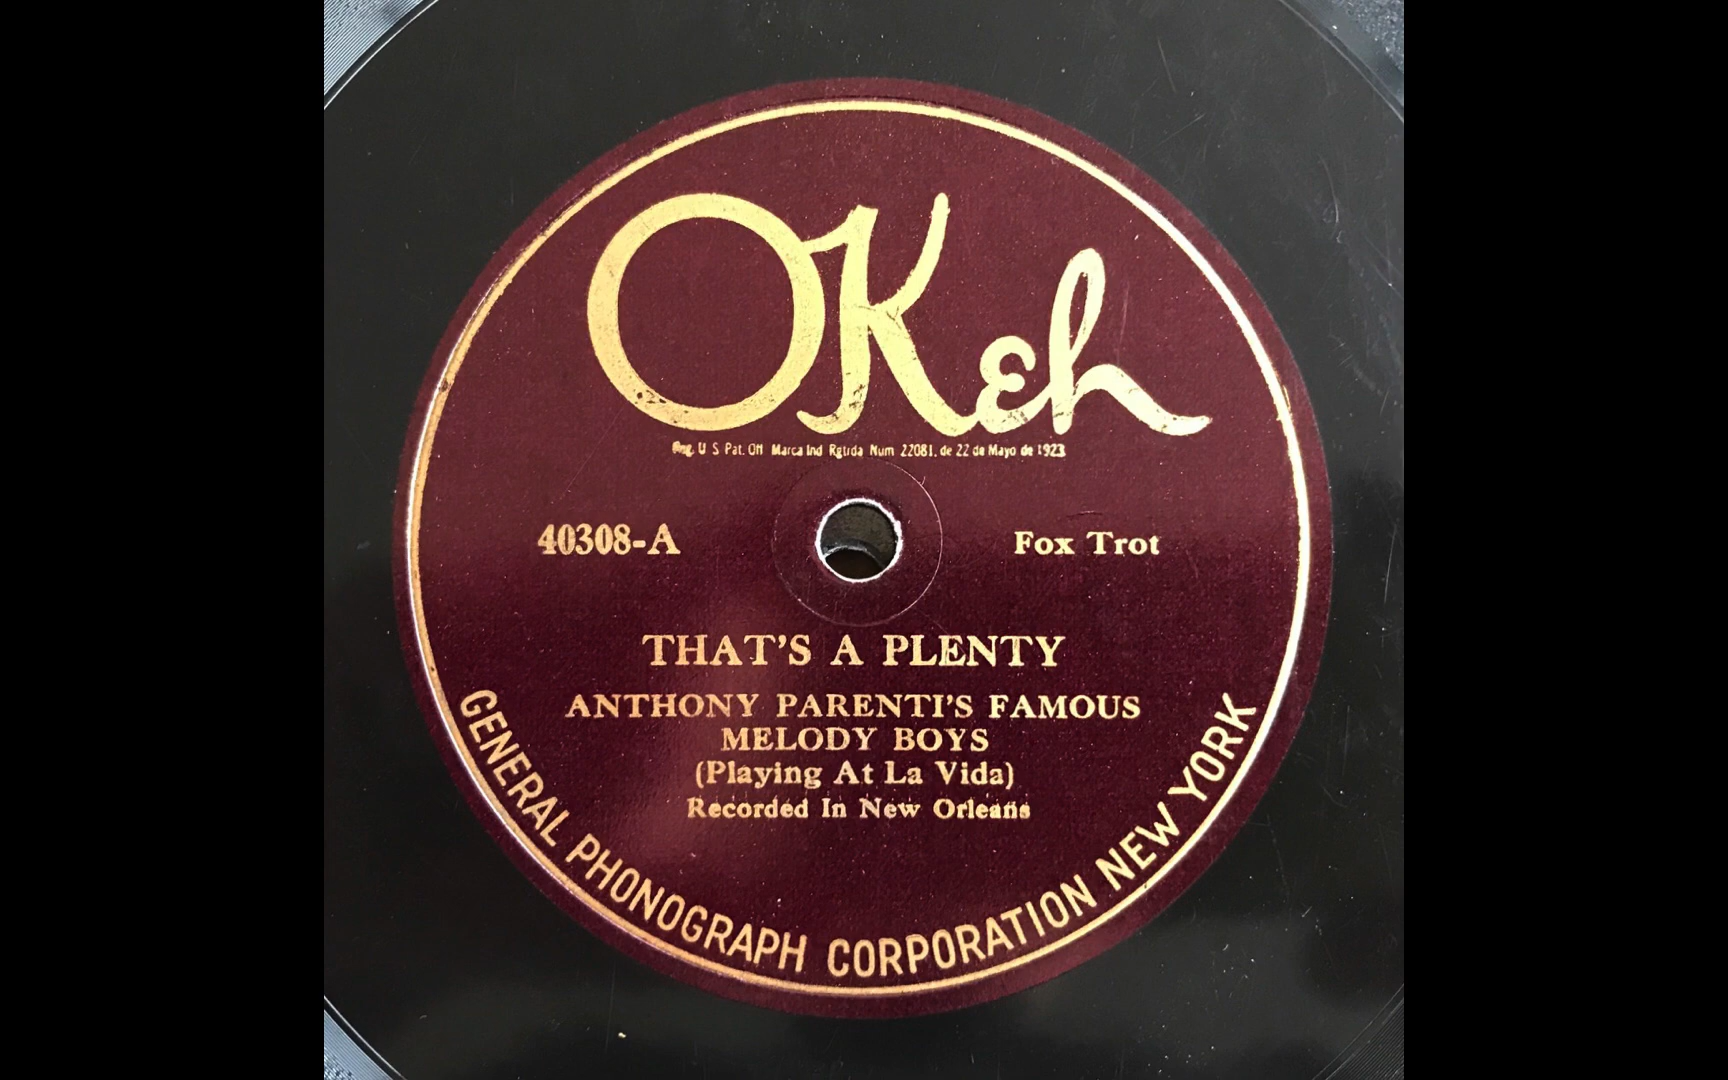 OKeh
Reg. U S Pat. Off Marca Ind Rgtrda Num 22081. de 22 de Mayo de 1923
40308-A
Fox Trot
THAT'S A PLENTY
ANTHONY PARENTI'S FAMOUS
MELODY BOYS
(Playing At La Vida)
Recorded In New Orleans
GENERAL PHONOGRAPH CORPORATION NEW YORK